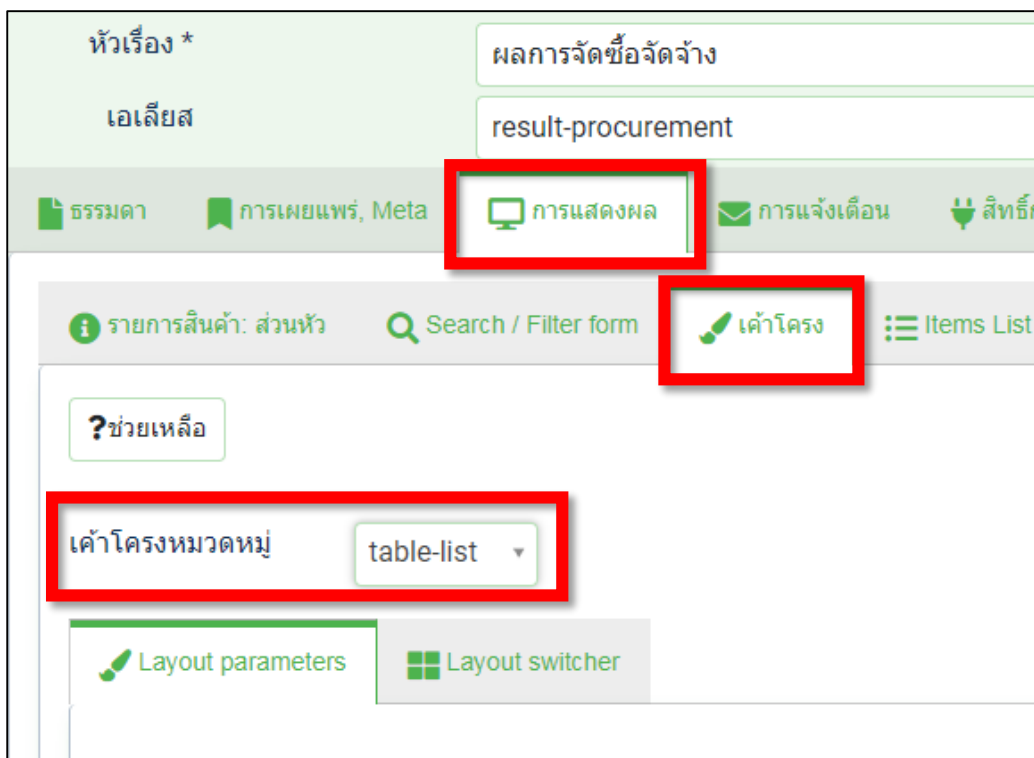 หัวเรื่อง *
ผลการจัดซื้อจัดจ้าง
เอเลียส
result-procurement
ธรรมดา การเผยแพร่, Meta การแสดงผล การแจ้งเตือน
รายการสินค้า: ส่วนหัว Search / Filter form เค้าโครง Items List
?ช่วยเหลือ
เค้าโครงหมวดหมู่ table-list
Layout parameters Layout switcher